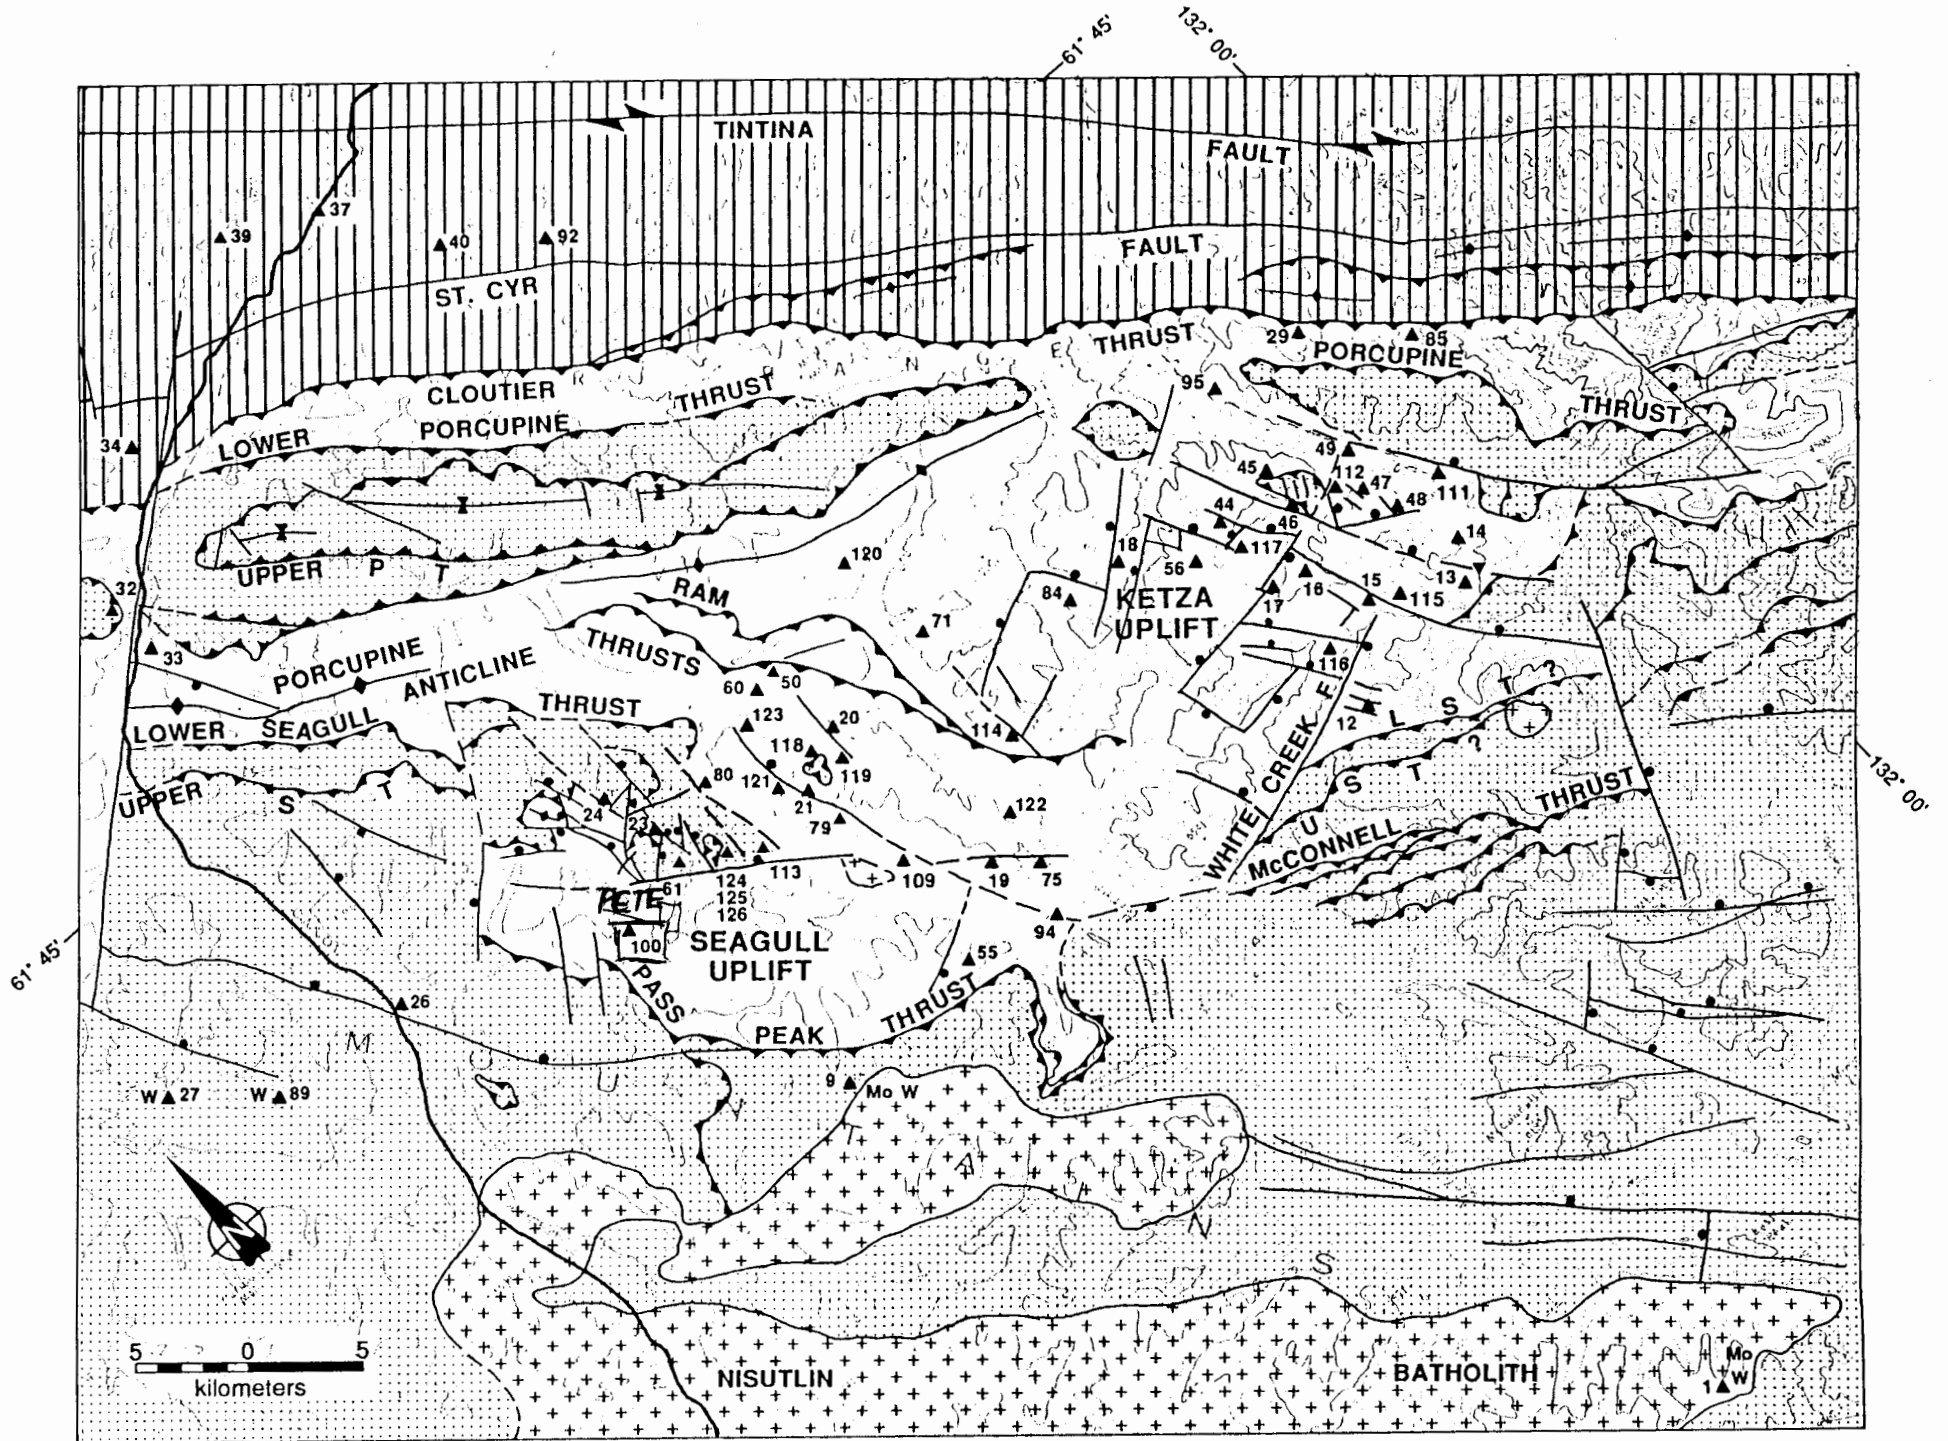 61° 45'
132° 00'
TINTINA
FAULT
37
39
40
92
FAULT
ST. CYR
THRUST
29
85
PORCUPINE
R
A
N
E
CLOUTIER
THRUST
95
THRUST
PORCUPINE
LOWER
34
49
45
112
47
48
111
44
46
14
117
18
120
56
UPPER P T
32
RAM
84
KETZA
UPLIFT
17
16
15
13
115
71
33
PORCUPINE
ANTICLINE
THRUSTS
116
50
60
THRUST
123
20
114
12
L S T ?
LOWER SEAGULL
118
119
CREEK F
?
80
121
21
U S T
THRUST
132° 00'
UPPER S T
24
23
79
122
WHITE
McCONNELL
113
PETE
61
124
125
126
109
19
75
94
100
SEAGULL
UPLIFT
55
61° 45'
PASS
PEAK
THRUST
26
M
9
Mo W
W 27
W 89
U
N
A
N
S
N
5 0 5
kilometers
NISUTLIN
BATHOLITH
Mo
W
1